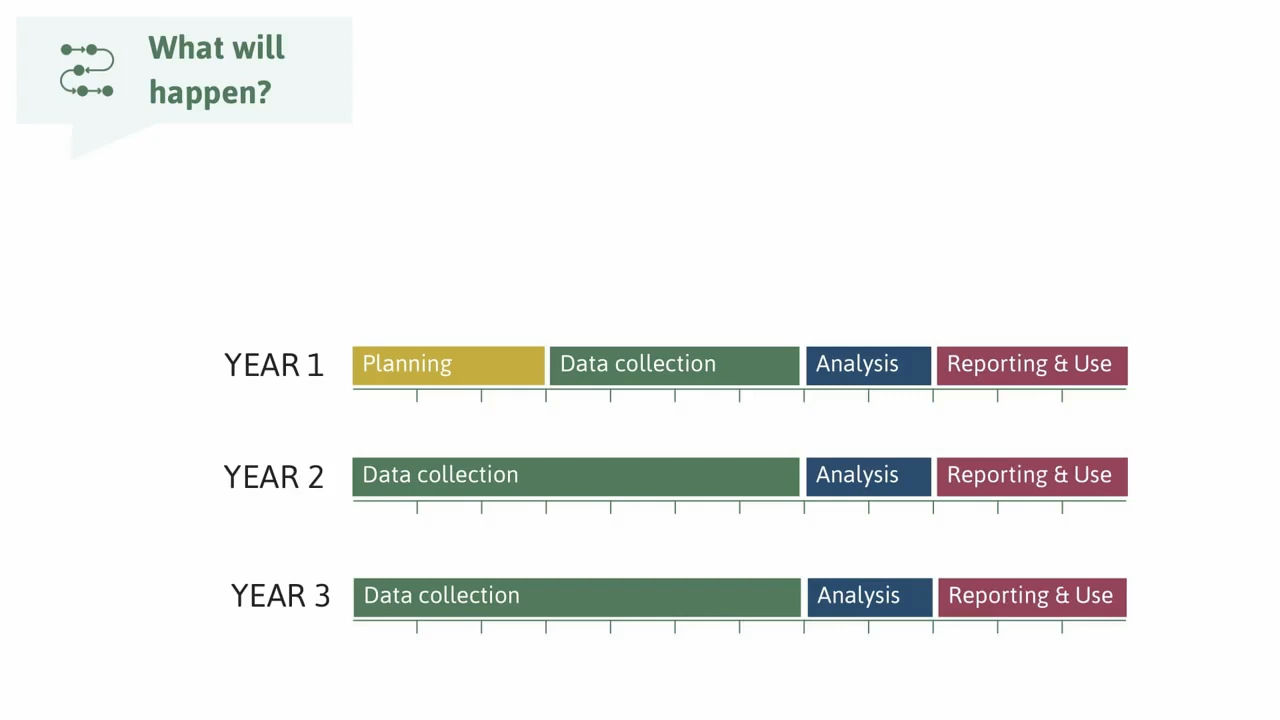 What will
happen?
YEAR 1 Planning Data collection Analysis Reporting & Use
YEAR 2 Data collection Analysis Reporting & Use
YEAR 3 Data collection Analysis Reporting & Use